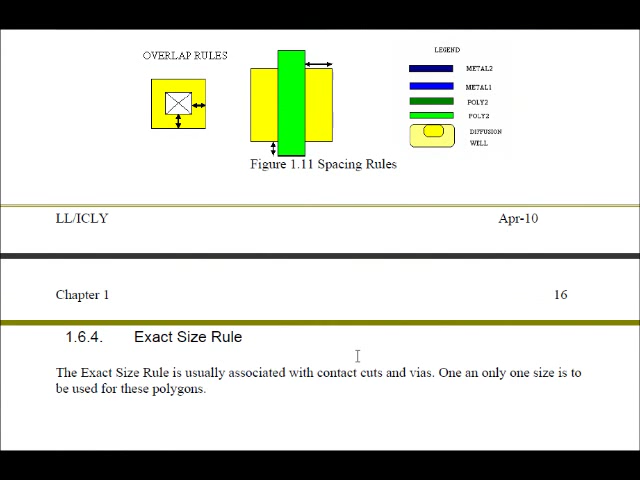 OVERLAP RULES
LEGEND
METAL2
METAL1
POLY2
POLY2
DIFFUSION
WELL
Figure 1.11 Spacing Rules
LL/ICLY Apr-10
Chapter 1 16
1.6.4. Exact Size Rule
The Exact Size Rule is usually associated with contact cuts and vias. One an only one size is to
be used for these polygons.